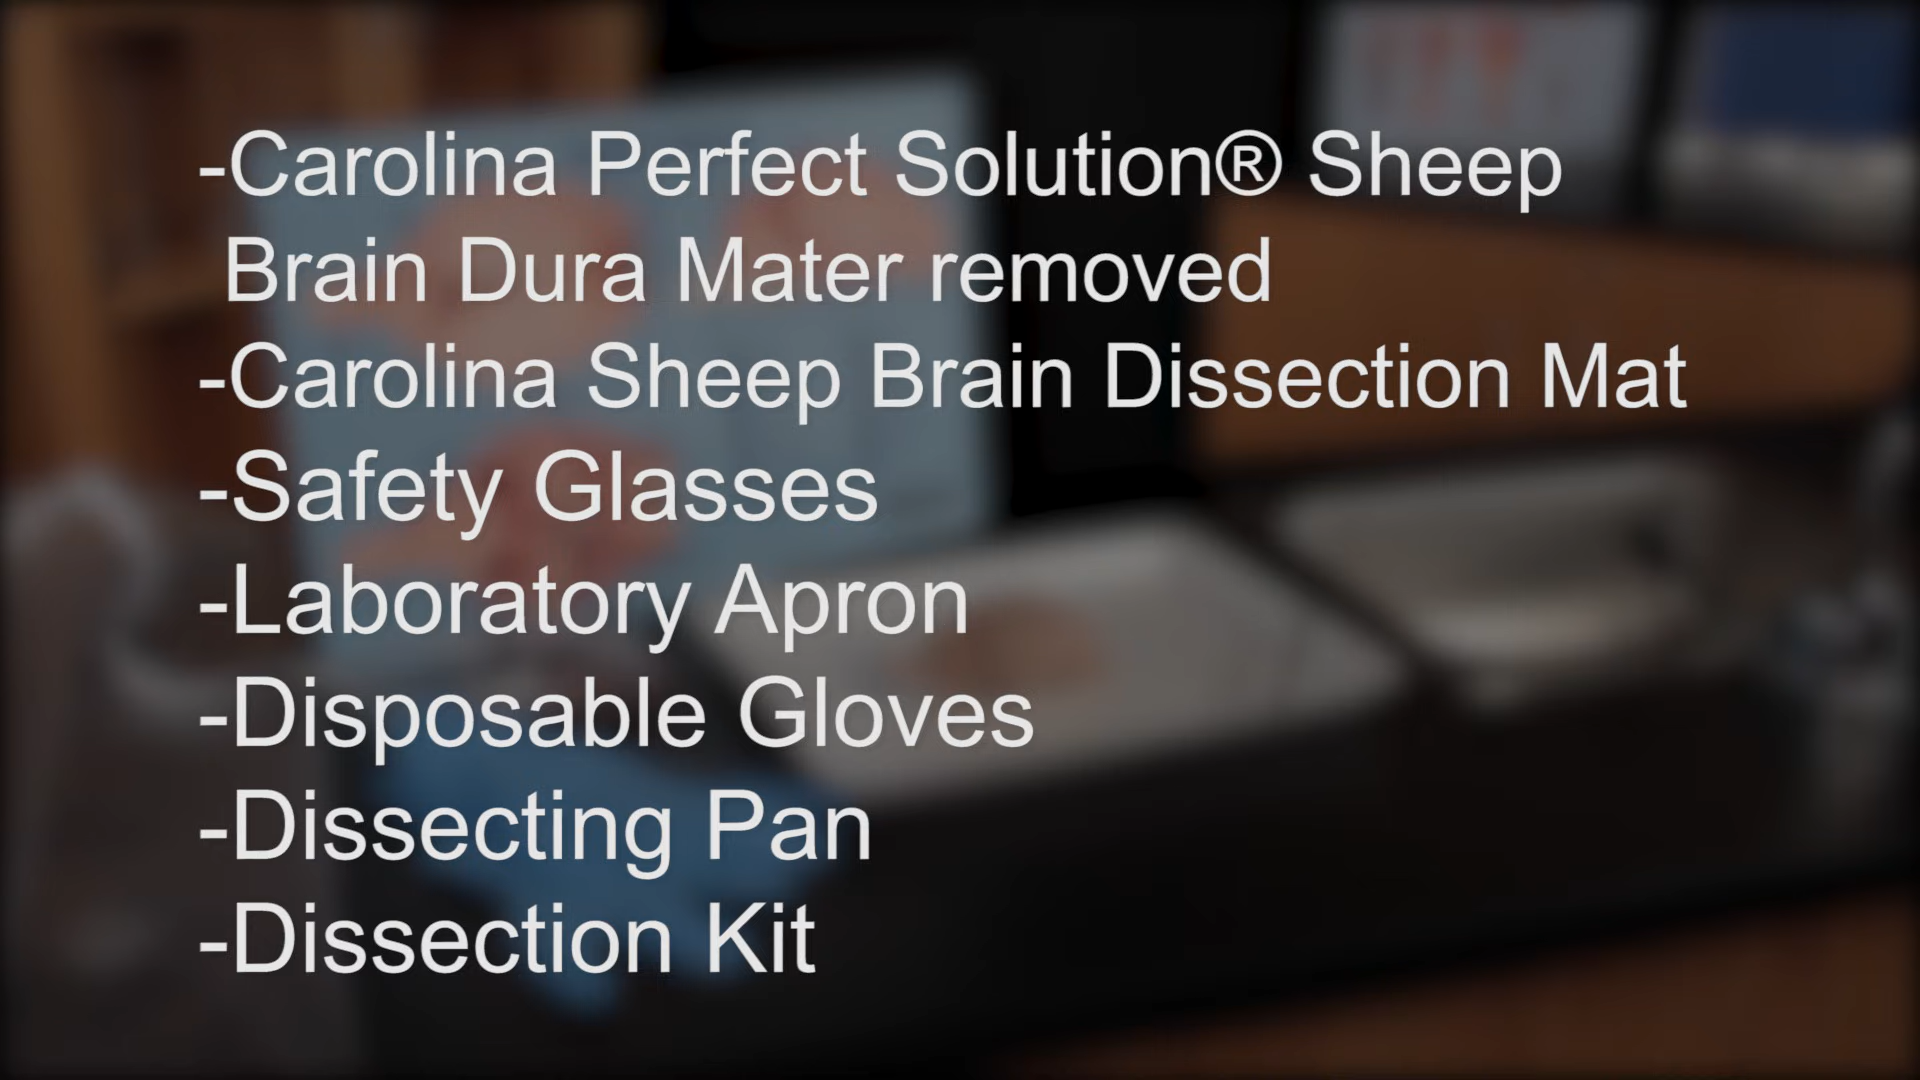 -Carolina Perfect Solution® Sheep
Brain Dura Mater removed
-Carolina Sheep Brain Dissection Mat
-Safety Glasses
-Laboratory Apron
-Disposable Gloves
-Dissecting Pan
-Dissection Kit